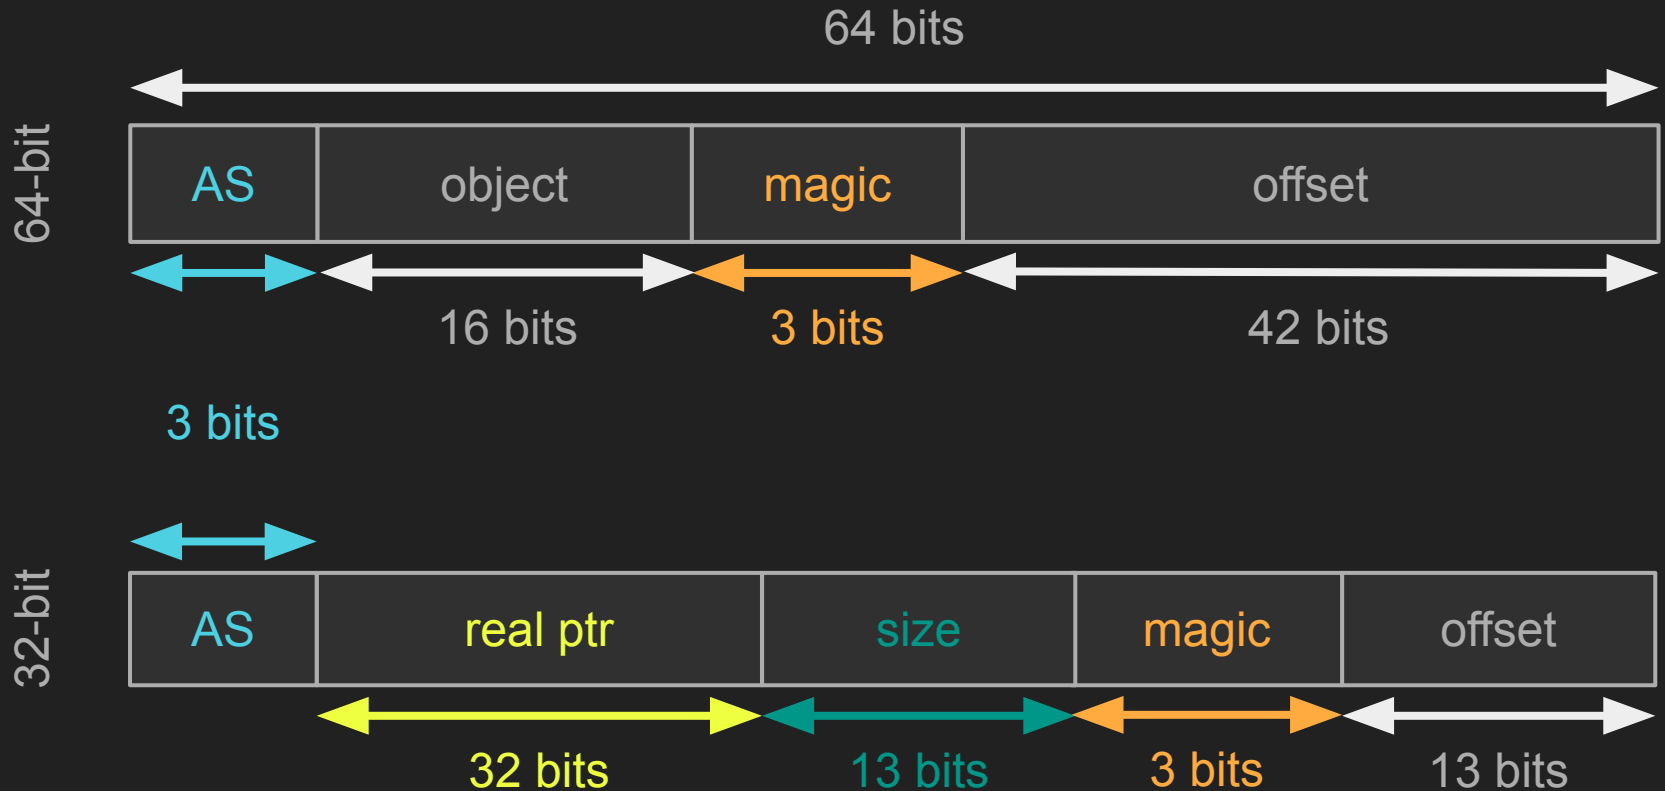 64 bits
64-bit
AS
object
magic
offset
16 bits
3 bits
42 bits
3 bits
32-bit
AS
real ptr
size
magic
offset
32 bits
13 bits
3 bits
13 bits